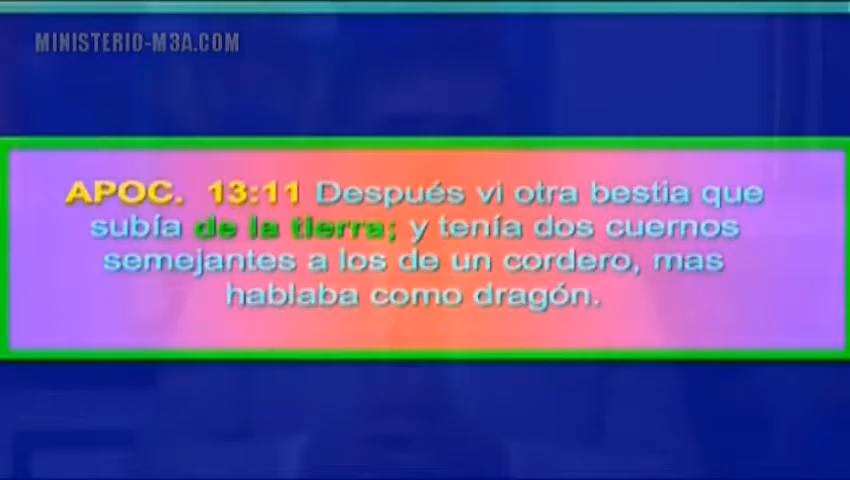 MINISTERIO-M3A.COM
APOC. 13:11 Después vi otra bestia que
subía de la tierra; y tenía dos cuernos
semejantes a los de un cordero, mas
hablaba como dragón.